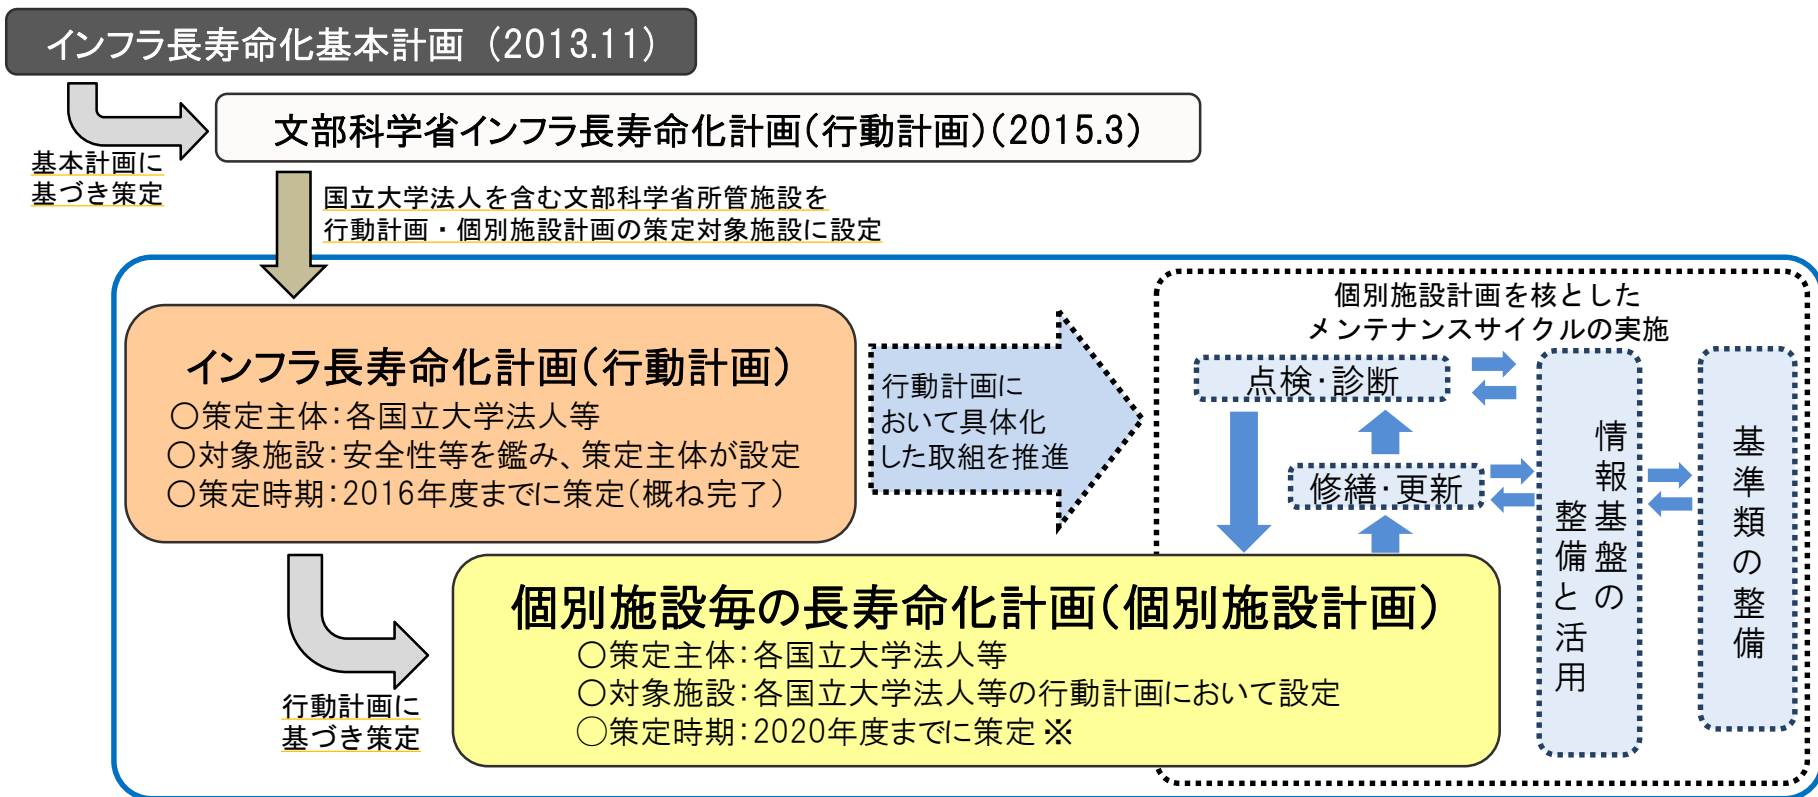 インフラ長寿命化基本計画（2013.11）
文部科学省インフラ長寿命化計画（行動計画）（2015.3）
基本計画に
基づき策定
国立大学法人を含む文部科学省所管施設を
行動計画・個別施設計画の策定対象施設に設定
インフラ長寿命化計画（行動計画）
○策定主体：各国立大学法人等
○対象施設：安全性等を鑑み、策定主体が設定
○策定時期：2016年度までに策定（概ね完了）
行動計画に
おいて具体化
した取組を推進
個別施設計画を核とした
メンテナンスサイクルの実施
点検・診断
修繕・更新
情報基盤の
整備と活用
基準類の整備
行動計画に
基づき策定
個別施設毎の長寿命化計画（個別施設計画）
○策定主体：各国立大学法人等
○対象施設：各国立大学法人等の行動計画において設定
○策定時期：2020年度までに策定※